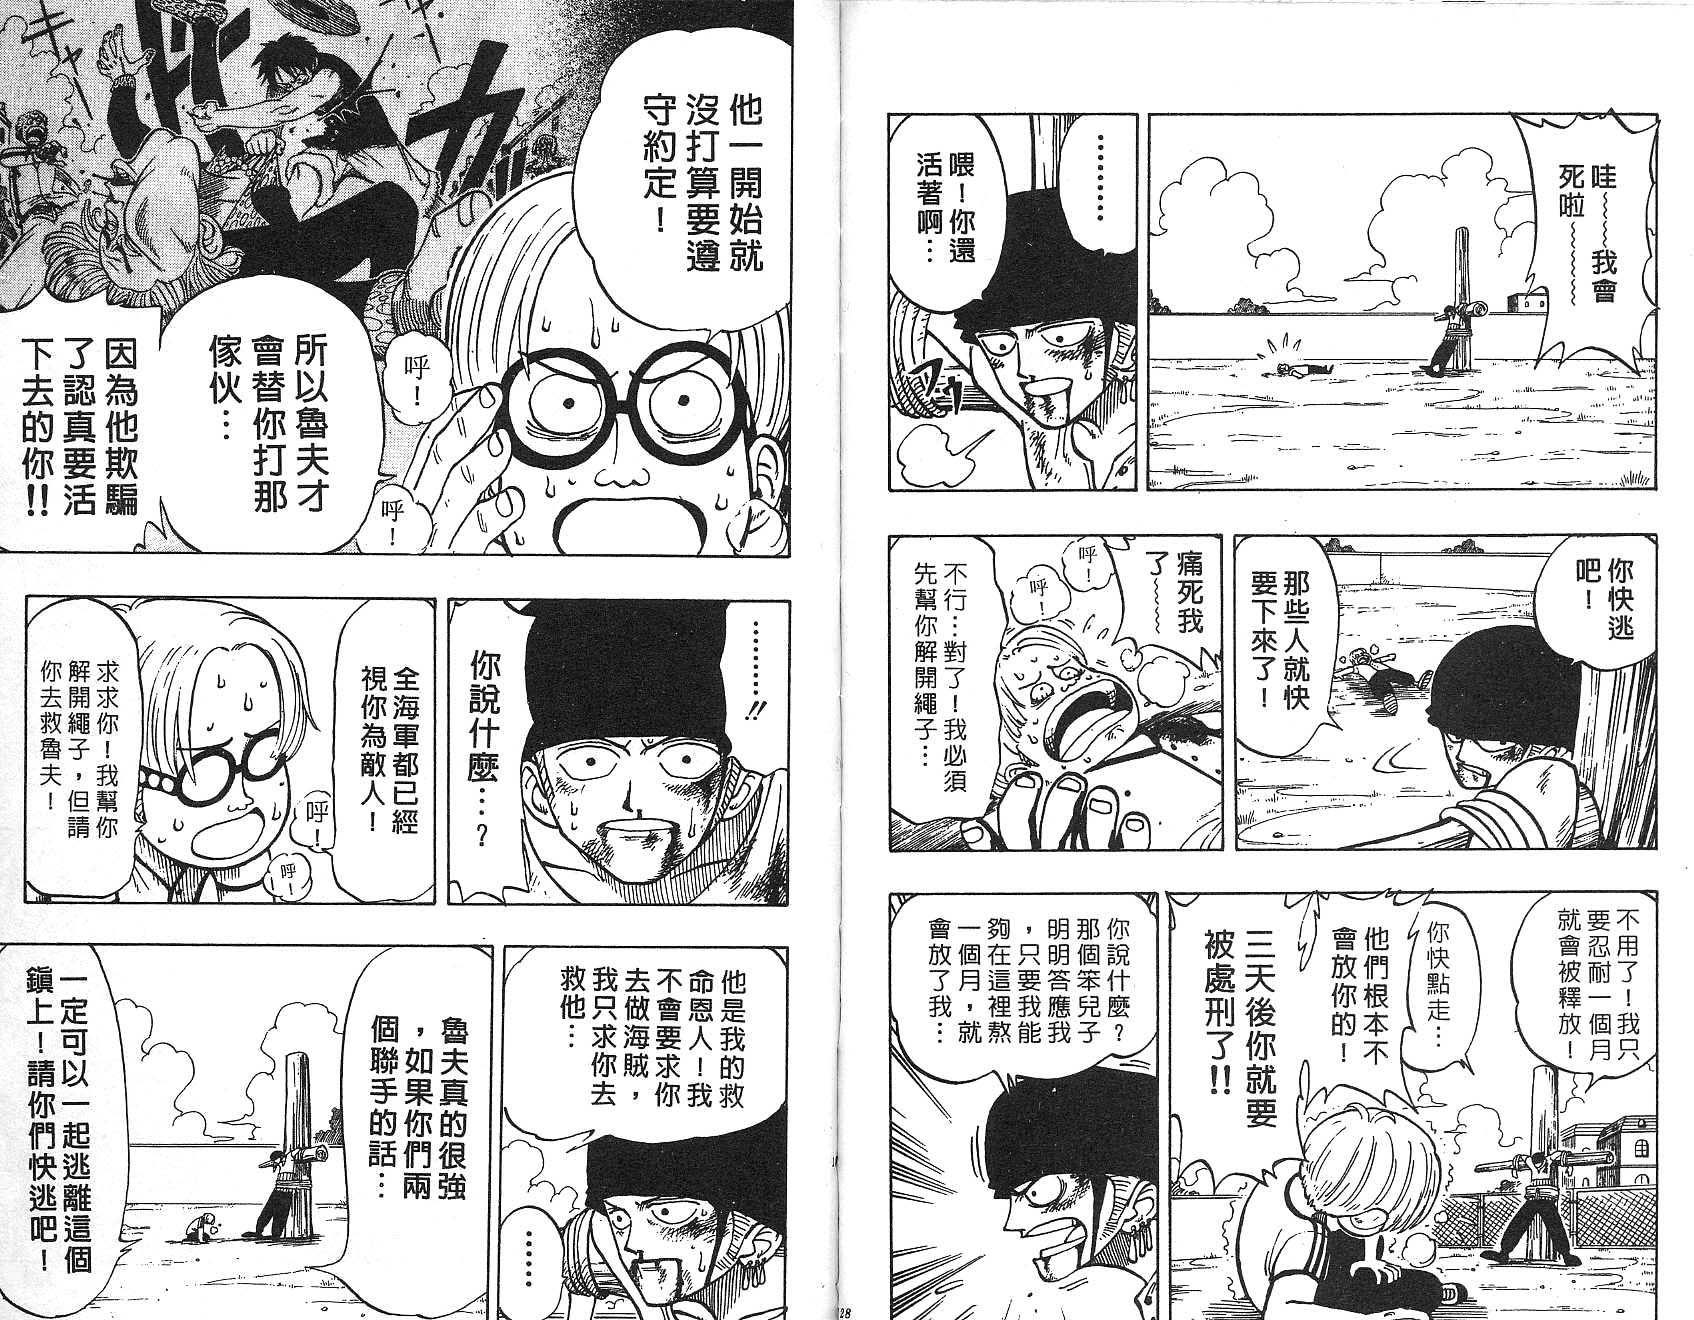 哇~~~我會
死啦~~~
喂！你還
活著啊…
………
你快逃
吧！
那些人就快
要下來了！
痛死我
了~~~
呼！
呼！
不行…對了！我必須
先幫你解開繩子…
不用了！我只
要忍耐一個月
就會被釋放！
你快點走…
他們根本不
會放你的！
三天後你就要
被處刑了!!
你說什麼？
那個笨兒子
明明答應我
，只要我能
夠在這裡熬
一個月，就
會放了我…
28
他一開始就
沒打算要遵
守約定！
呼！
呼！
所以魯夫才
會替你打那
傢伙…
因為他欺騙
了認真要活
下去的你!!
………!!
你說什麼…？
全海軍都已經
視你為敵人！
呼！
呼！
求求你！我幫你
解開繩子，但請
你去救魯夫！
他是我的救
命恩人！我
不會要求你
去做海賊，
我只求你去
救他…
……
魯夫真的很強
，如果你們兩
個聯手的話…
一定可以一起逃離這個
鎮上！請你們快逃吧！